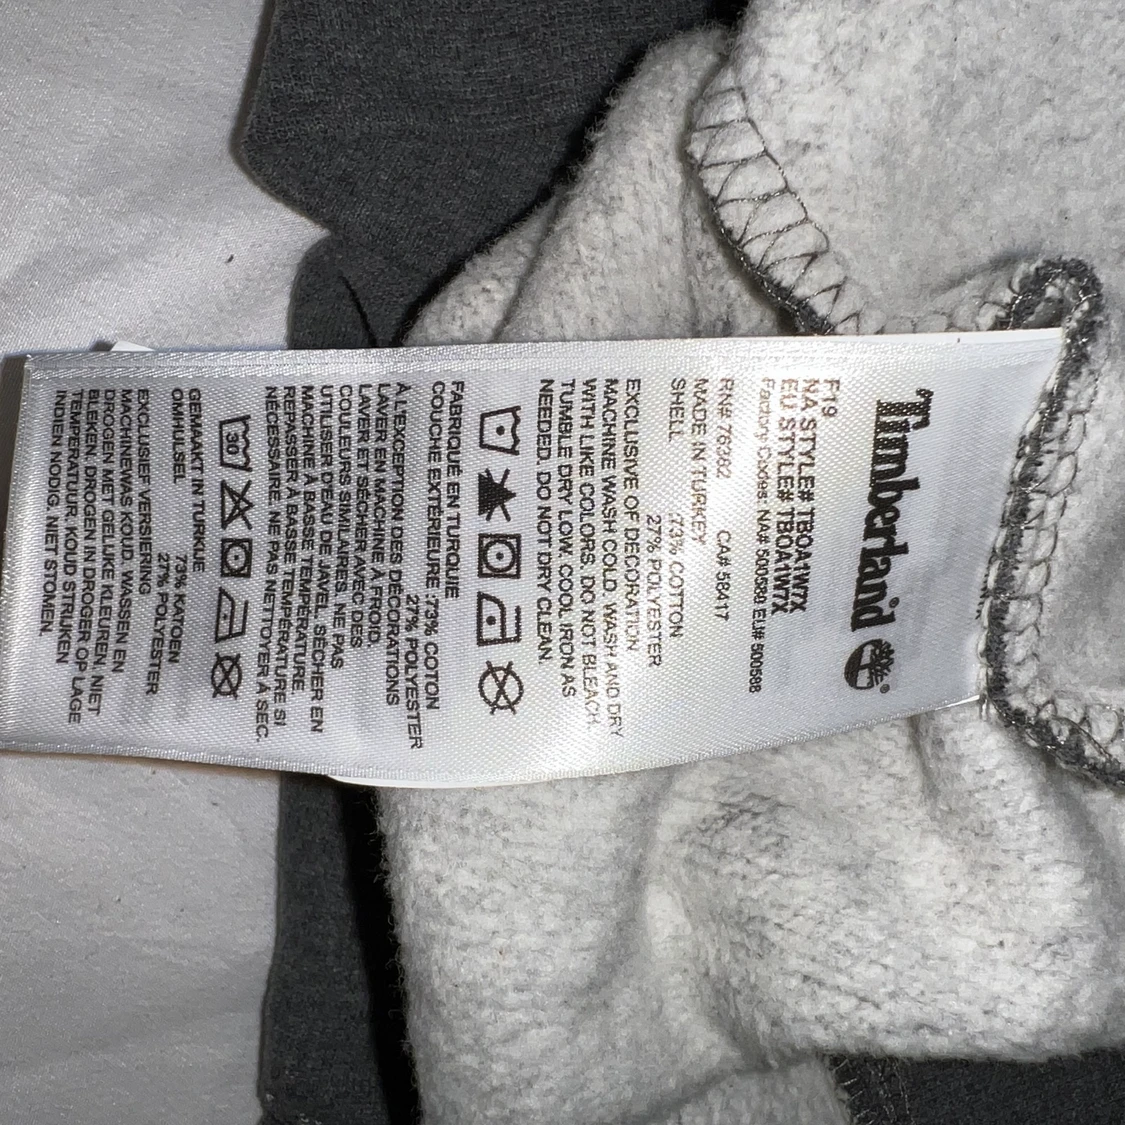 Timberland®
F19
NA STYLE# TBOA1W7X
EU STYLE# TBOA1W7X
Factory Codes: NA# 500589 EU# 500588
RN# 76392 CA# 58417
MADE IN TURKEY
SHELL :73% COTTON
27% POLYESTER
EXCLUSIVE OF DECORATION
MACHINE WASH COLD. WASH AND DRY
WITH LIKE COLORS. DO NOT BLEACH.
TUMBLE DRY LOW. COOL IRON AS
NEEDED. DO NOT DRY CLEAN.
FABRIQUÉ EN TURQUIE
COUCHE EXTÉRIEURE :73% COTON
27% POLYESTER
À L'EXCEPTION DES DÉCORATIONS
LAVER EN MACHINE À FROID.
LAVER ET SÉCHER AVEC DES
COULEURS SIMILAIRES. NE PAS
UTILISER D'EAU DE JAVEL. SÉCHER EN
MACHINE À BASSE TEMPÉRATURE.
REPASSER À BASSE TEMPÉRATURE SI
NÉCESSAIRE. NE PAS NETTOYER À SEC.
30
GEMAAKT IN TURKIJE
OMHULSEL 73% KATOEN
27% POLYESTER
EXCLUSIEF VERSIERING
MACHINEWAS KOUD. WASSEN EN
DROGEN MET GELIJKE KLEUREN. NIET
BLEKEN. DROGEN IN DROGER OP LAGE
TEMPERATUUR. KOUD STRIJKEN
INDIEN NODIG. NIET STOMEN.